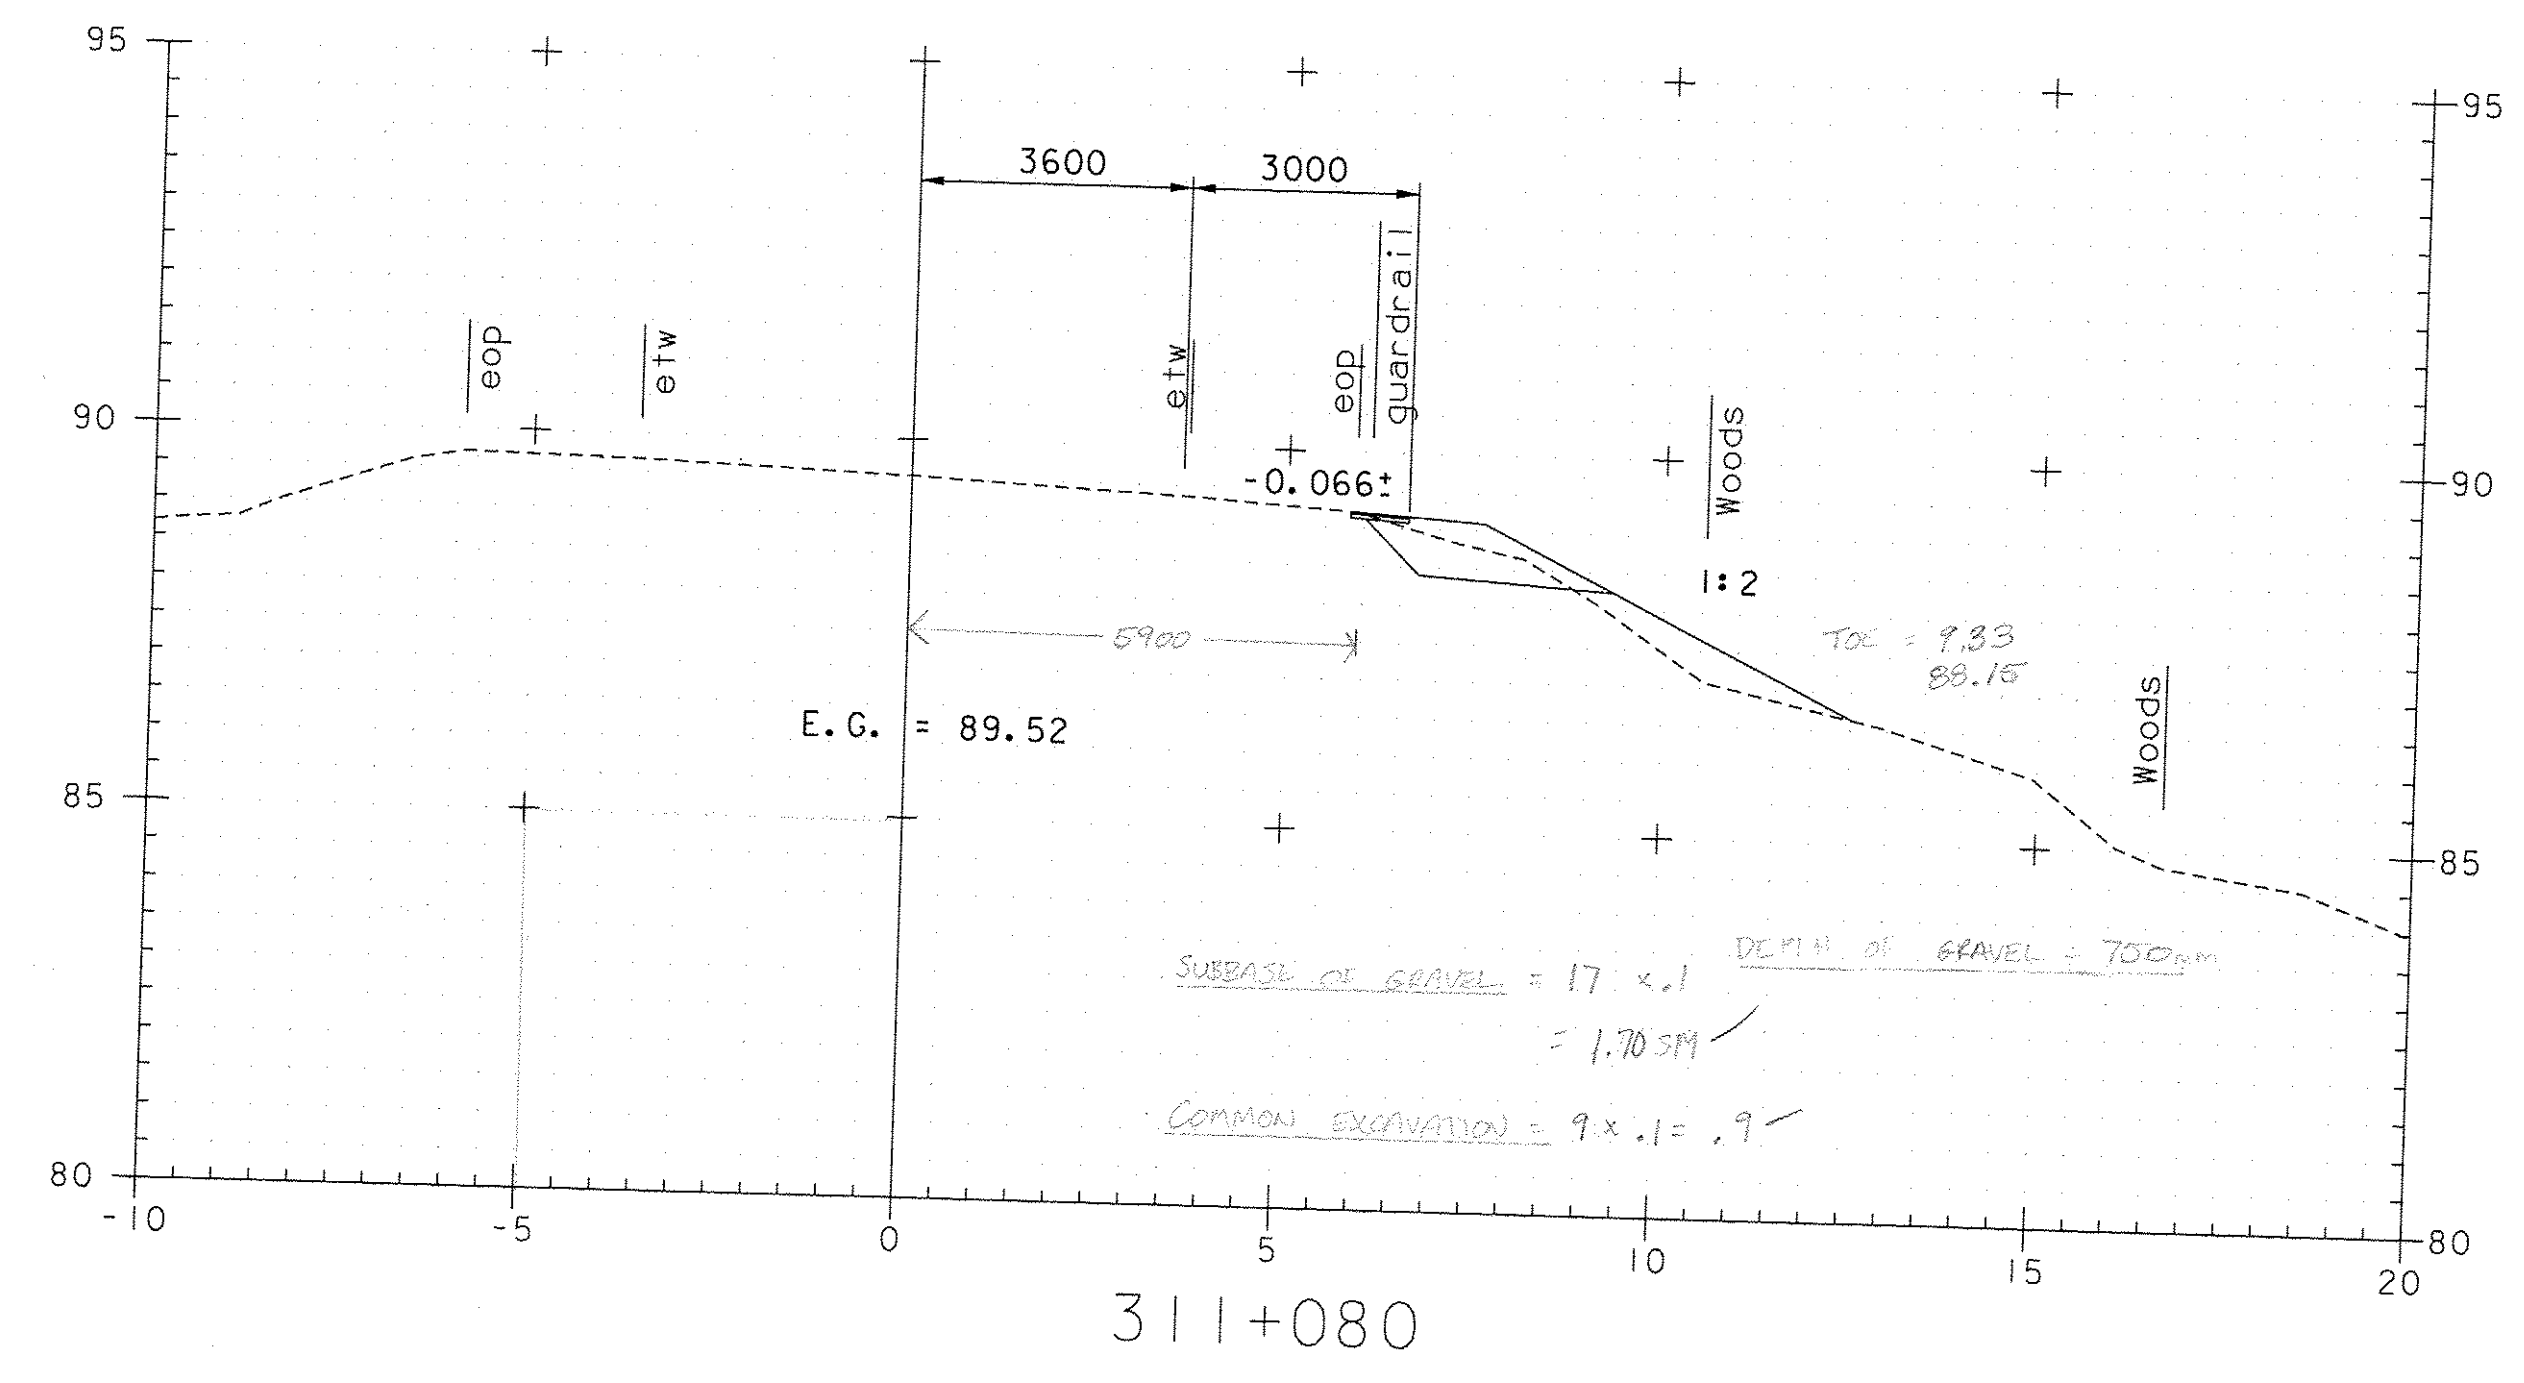 95
95
3600 3000
eop
etw
etw
eop
guardrail
Woods
90
90
-0.066±
1:2
5900
TOE = 9.33
88.15
E.G. = 89.52
Woods
85
85
DEPTH OF GRAVEL = 750mm
SUBBASE OF GRAVEL = 17 x .1
= 1.70 SM
COMMON EXCAVATION = 9 x .1 = .9
80
80
-10 -5 0 5 10 15 20
311+080